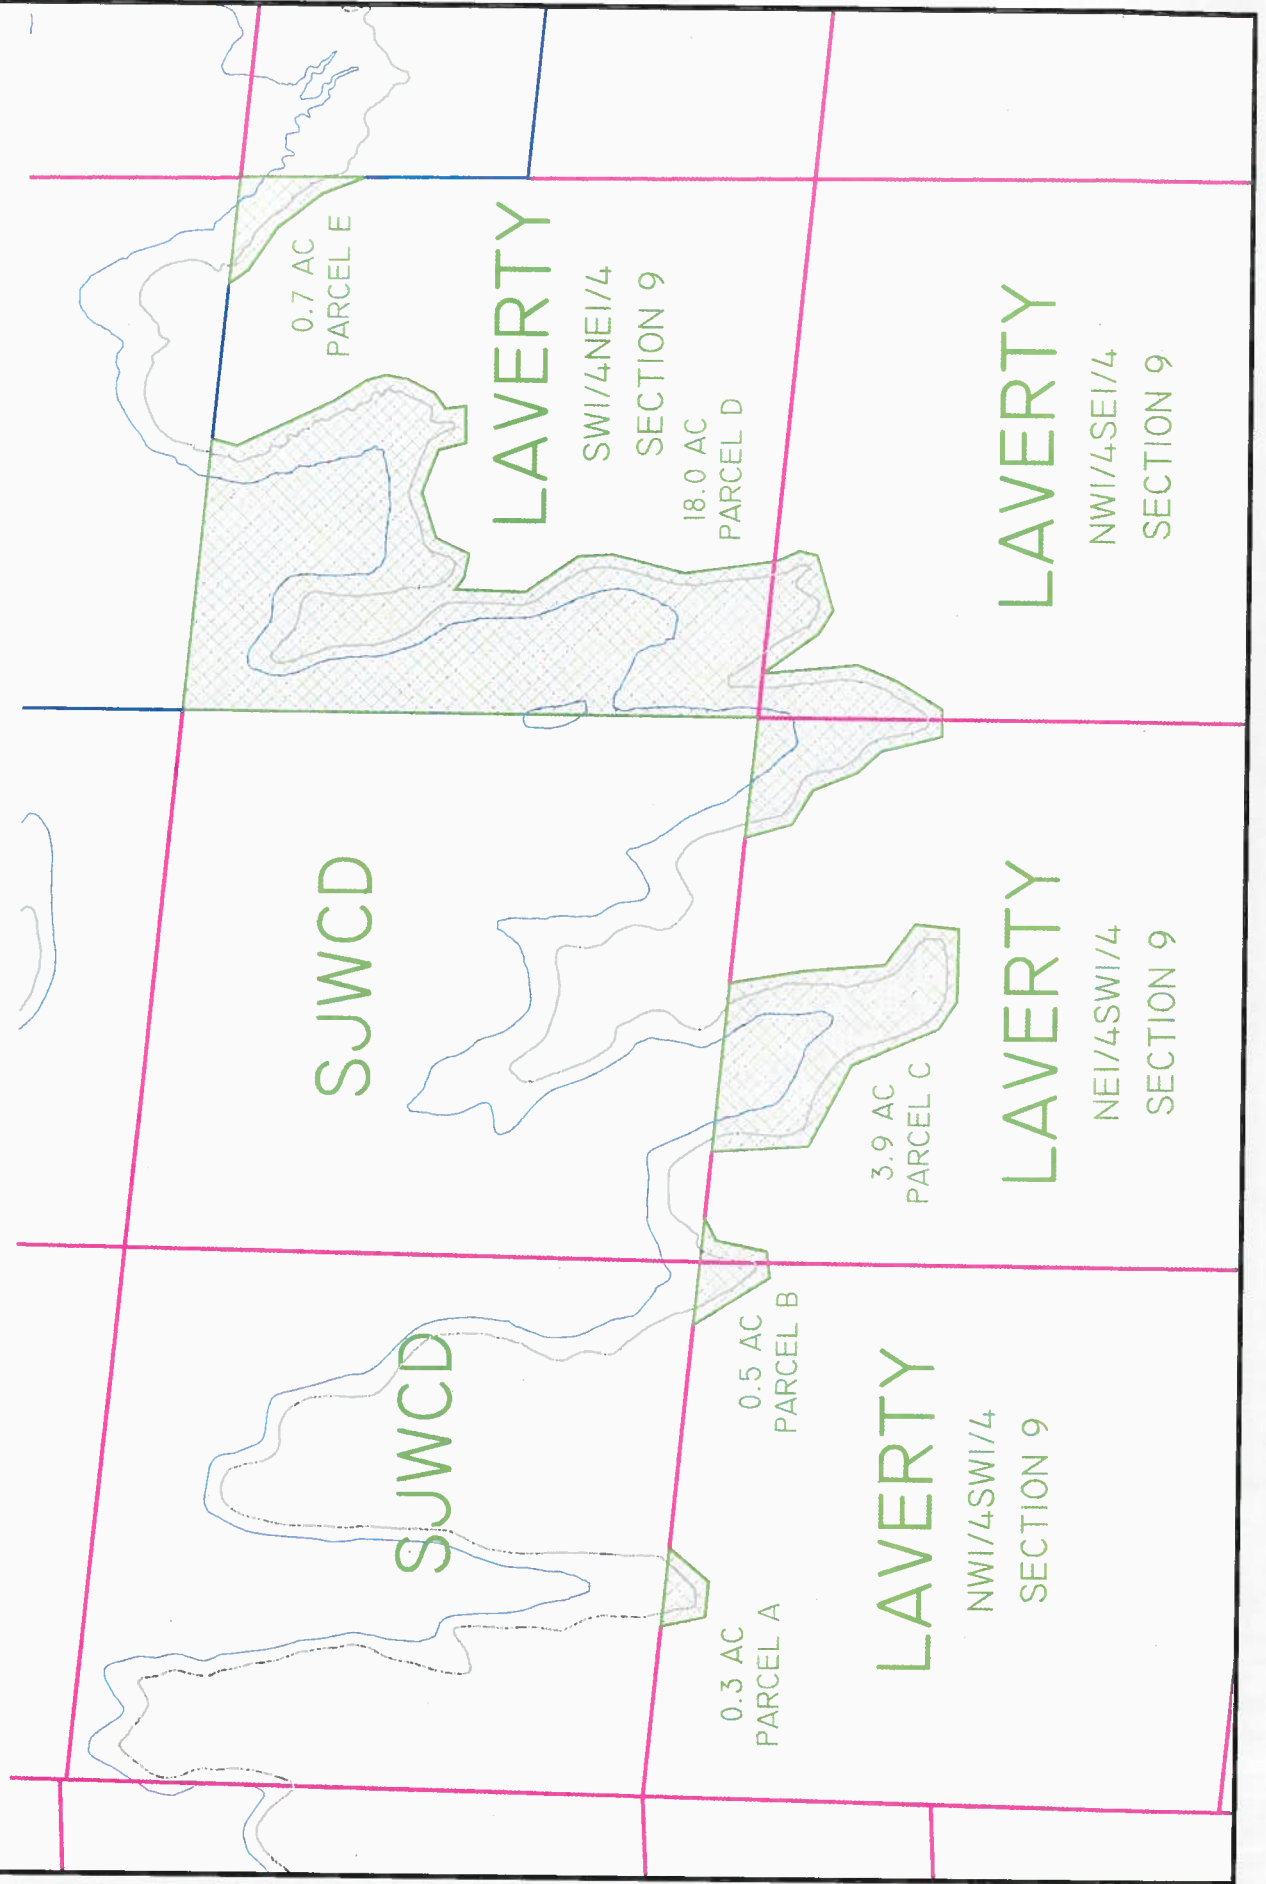 SJWCD
SJWCD
0.7 AC
PARCEL E
LAVERTY
SW1/4NE1/4
SECTION 9
18.0 AC
PARCEL D
LAVERTY
NW1/4SE1/4
SECTION 9
3.9 AC
PARCEL C
LAVERTY
NE1/4SW1/4
SECTION 9
0.5 AC
PARCEL B
0.3 AC
PARCEL A
LAVERTY
NW1/4SW1/4
SECTION 9